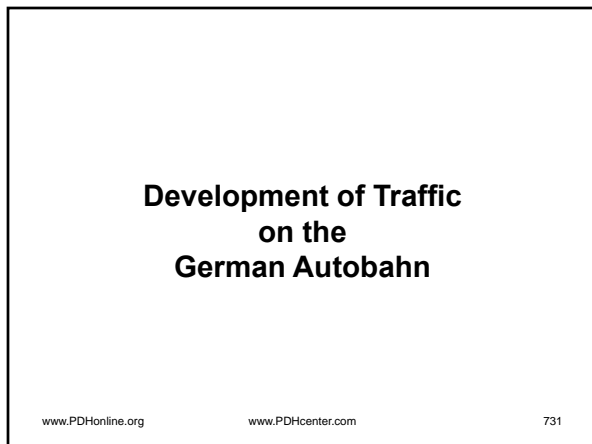 Development of Traffic
on the
German Autobahn
www.PDHonline.org www.PDHcenter.com 731